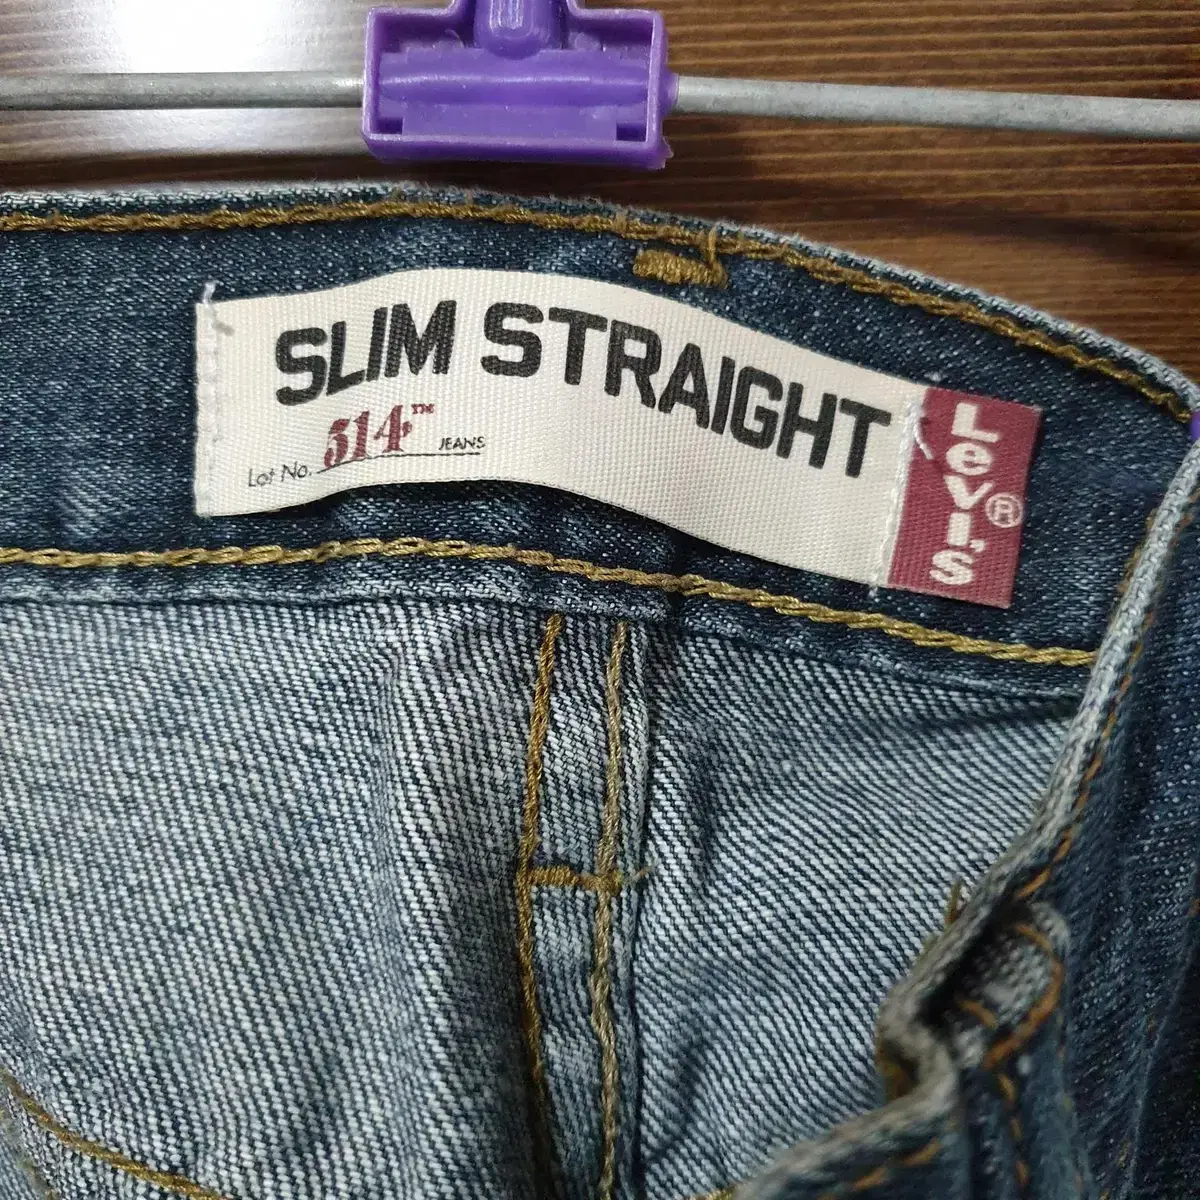 SLIM STRAIGHT
Lot No. 514™ JEANS
Levi's®